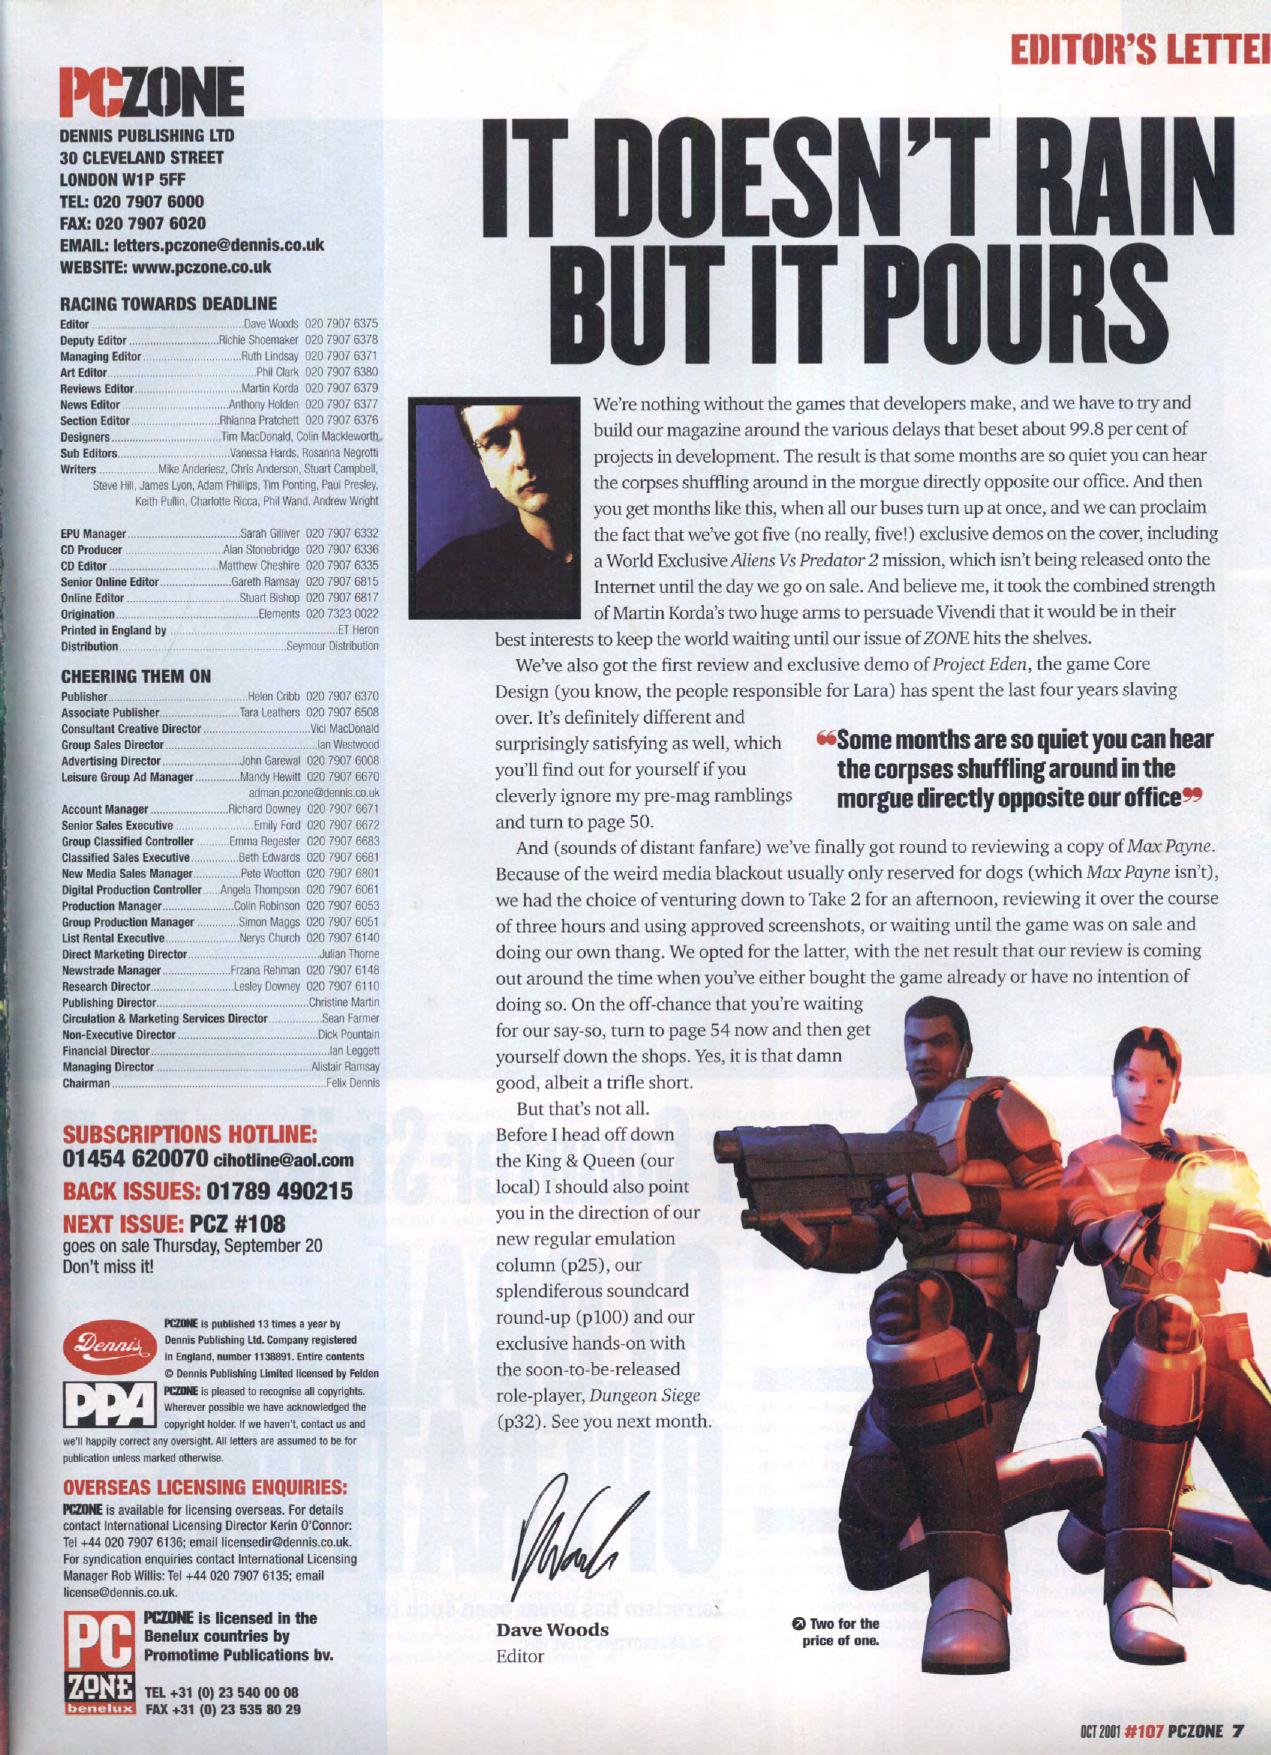 EDITOR'S LETTE
PCZONE
DENNIS PUBLISHING LTD
30 CLEVELAND STREET
LONDON W1P 5FF
TEL: 020 7907 6000
FAX: 020 7907 6020
EMAIL: letters.pczone@dennis.co.uk
WEBSITE: www.pczone.co.uk
RACING TOWARDS DEADLINE
Editor Dave Woods 020 7907 6375
Deputy Editor Richie Shoemaker 020 7907 6378
Managing Editor Ruth Lindsay 020 7907 6371
Art Editor Phil Clark 020 7907 6380
Reviews Editor Martin Korda 020 7907 6379
News Editor Anthony Holden 020 7907 6377
Section Editor Rhianna Pratchett 020 7907 6376
Designers Tim MacDonald, Colin Mackleworth
Sub Editors Vanessa Hards, Rosanna Negrotti
Writers Mike Anderiesz, Chris Anderson, Stuart Campbell,
Steve Hill, James Lyon, Adam Phillips, Tim Ponting, Paul Presley,
Keith Pullin, Charlotte Ricca, Phil Wand, Andrew Wright
EPU Manager Sarah Gilliver 020 7907 6332
CD Producer Alan Stonebridge 020 7907 6336
CD Editor Matthew Cheshire 020 7907 6335
Senior Online Editor Gareth Ramsay 020 7907 6815
Online Editor Stuart Bishop 020 7907 6817
Origination Elements 020 7323 0022
Printed in England by ET Heron
Distribution Seymour Distribution
CHEERING THEM ON
Publisher Helen Cribb 020 7907 6370
Associate Publisher Tara Leathers 020 7907 6508
Consultant Creative Director Vici MacDonald
Group Sales Director Ian Westwood
Advertising Director John Garewal 020 7907 6008
Leisure Group Ad Manager Mandy Hewitt 020 7907 6670
adman.pczone@dennis.co.uk
Account Manager Richard Downey 020 7907 6671
Senior Sales Executive Emily Ford 020 7907 6672
Group Classified Controller Emma Regester 020 7907 6683
Classified Sales Executive Beth Edwards 020 7907 6681
New Media Sales Manager Pete Wootton 020 7907 6801
Digital Production Controller Angela Thompson 020 7907 6061
Production Manager Colin Robinson 020 7907 6053
Group Production Manager Simon Maggs 020 7907 6051
List Rental Executive Nerys Church 020 7907 6140
Direct Marketing Director Julian Thorne
Newstrade Manager Frzana Rehman 020 7907 6148
Research Director Lesley Downey 020 7907 6110
Publishing Director Christine Martin
Circulation & Marketing Services Director Sean Farmer
Non-Executive Director Dick Pountain
Financial Director Ian Leggett
Managing Director Alistair Ramsay
Chairman Felix Dennis
SUBSCRIPTIONS HOTLINE:
01454 620070 cihotline@aol.com
BACK ISSUES: 01789 490215
NEXT ISSUE: PCZ #108
goes on sale Thursday, September 20
Don't miss it!
Dennis
PCZONE is published 13 times a year by
Dennis Publishing Ltd. Company registered
in England, number 1138891. Entire contents
© Dennis Publishing Limited licensed by Felden
PPA
PCZONE is pleased to recognise all copyrights.
Wherever possible we have acknowledged the
copyright holder. If we haven't, contact us and
we'll happily correct any oversight. All letters are assumed to be for
publication unless marked otherwise.
OVERSEAS LICENSING ENQUIRIES:
PCZONE is available for licensing overseas. For details
contact International Licensing Director Kerin O'Connor:
Tel +44 020 7907 6136; email licensedir@dennis.co.uk.
For syndication enquiries contact International Licensing
Manager Rob Willis: Tel +44 020 7907 6135; email
license@dennis.co.uk.
PC
ZONE
benelux
PCZONE is licensed in the
Benelux countries by
Promotime Publications bv.
TEL +31 (0) 23 540 00 08
FAX +31 (0) 23 535 80 29
IT DOESN'T RAIN
BUT IT POURS
We're nothing without the games that developers make, and we have to try and
build our magazine around the various delays that beset about 99.8 per cent of
projects in development. The result is that some months are so quiet you can hear
the corpses shuffling around in the morgue directly opposite our office. And then
you get months like this, when all our buses turn up at once, and we can proclaim
the fact that we've got five (no really, five!) exclusive demos on the cover, including
a World Exclusive Aliens Vs Predator 2 mission, which isn't being released onto the
Internet until the day we go on sale. And believe me, it took the combined strength
of Martin Korda's two huge arms to persuade Vivendi that it would be in their
best interests to keep the world waiting until our issue of ZONE hits the shelves.
We've also got the first review and exclusive demo of Project Eden, the game Core
Design (you know, the people responsible for Lara) has spent the last four years slaving
over. It's definitely different and
surprisingly satisfying as well, which
you'll find out for yourself if you
cleverly ignore my pre-mag ramblings
and turn to page 50.
“Some months are so quiet you can hear
the corpses shuffling around in the
morgue directly opposite our office”
And (sounds of distant fanfare) we've finally got round to reviewing a copy of Max Payne.
Because of the weird media blackout usually only reserved for dogs (which Max Payne isn't),
we had the choice of venturing down to Take 2 for an afternoon, reviewing it over the course
of three hours and using approved screenshots, or waiting until the game was on sale and
doing our own thang. We opted for the latter, with the net result that our review is coming
out around the time when you've either bought the game already or have no intention of
doing so. On the off-chance that you're waiting
for our say-so, turn to page 54 now and then get
yourself down the shops. Yes, it is that damn
good, albeit a trifle short.
But that's not all.
Before I head off down
the King & Queen (our
local) I should also point
you in the direction of our
new regular emulation
column (p25), our
splendiferous soundcard
round-up (p100) and our
exclusive hands-on with
the soon-to-be-released
role-player, Dungeon Siege
(p32). See you next month.
Dave Woods
Editor
Two for the
price of one.
OCT 2001 #107 PCZONE 7